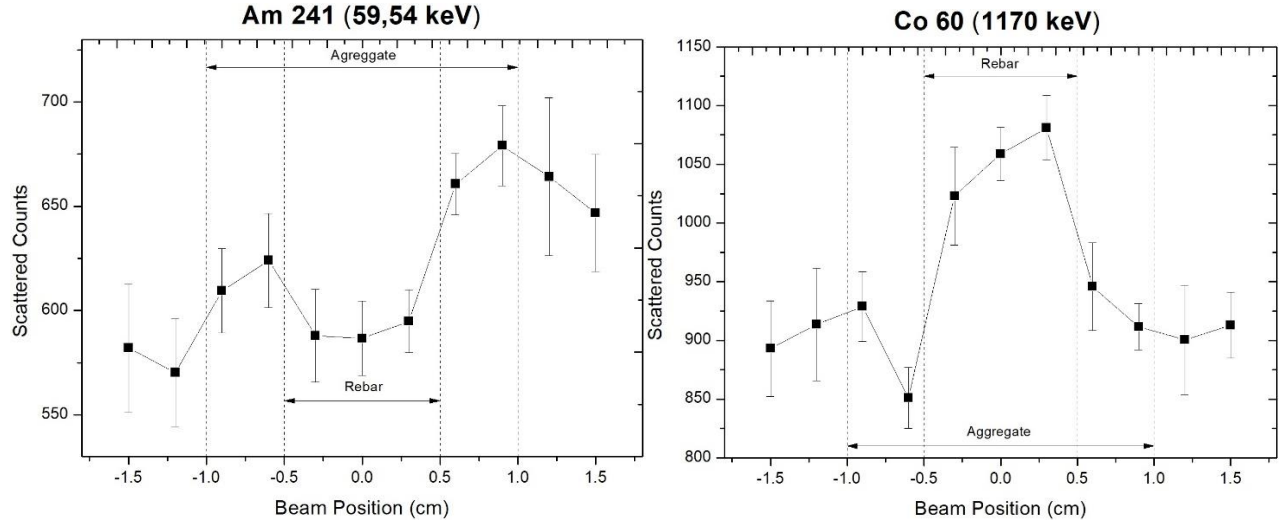 Am 241 (59,54 keV)
Agreggate
700
650
600
550
Scattered Counts
Rebar
-1.5 -1.0 -0.5 0.0 0.5 1.0 1.5
Beam Position (cm)
Co 60 (1170 keV)
1150
1100
1050
1000
950
900
850
800
Scattered Counts
Rebar
Aggregate
-1.5 -1.0 -0.5 0.0 0.5 1.0 1.5
Beam Position (cm)